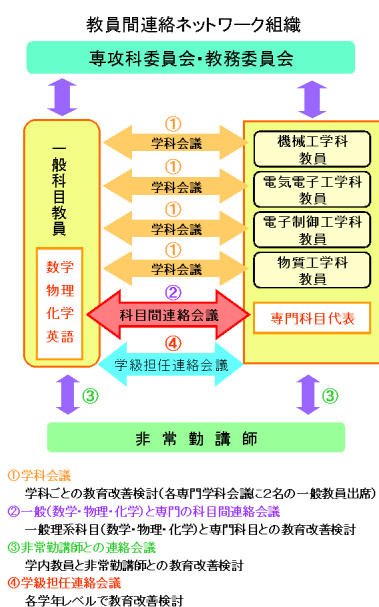 教員間連絡ネットワーク組織
専攻科委員会・教務委員会
一般科目教員
数学
物理
化学
英語
①
学科会議
①
学科会議
①
学科会議
①
学科会議
②
科目間連絡会議
④
学級担任連絡会議
機械工学科
教員
電気電子工学科
教員
電子制御工学科
教員
物質工学科
教員
専門科目代表
③
③
非常勤講師
①学科会議
学科ごとの教育改善検討(各専門学科会議に2名の一般教員出席)
②一般(数学・物理・化学)と専門の科目間連絡会議
一般理系科目(数学・物理・化学)と専門科目との教育改善検討
③非常勤講師との連絡会議
学内教員と非常勤講師との教育改善検討
④学級担任連絡会議
各学年レベルで教育改善検討